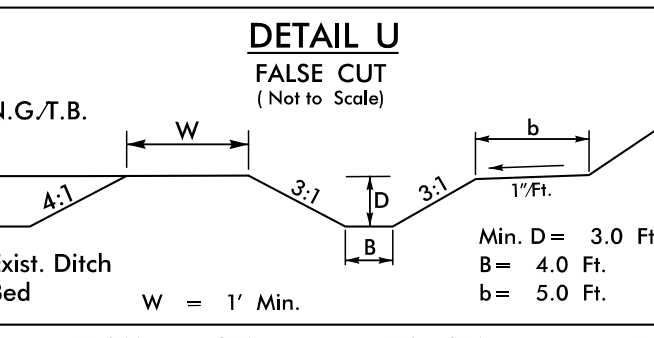 DETAIL U
FALSE CUT
( Not to Scale)
N.G./T.B.
W
b
4:1
3:1
D
3:1
1"/Ft.
B
Min. D = 3.0 Ft
Exist. Ditch
B = 4.0 Ft.
Bed
W = 1' Min.
b = 5.0 Ft.